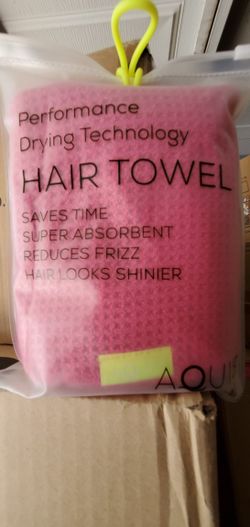 Performance
Drying Technology
HAIR TOWEL
SAVES TIME
SUPER ABSORBENT
REDUCES FRIZZ
HAIR LOOKS SHINIER